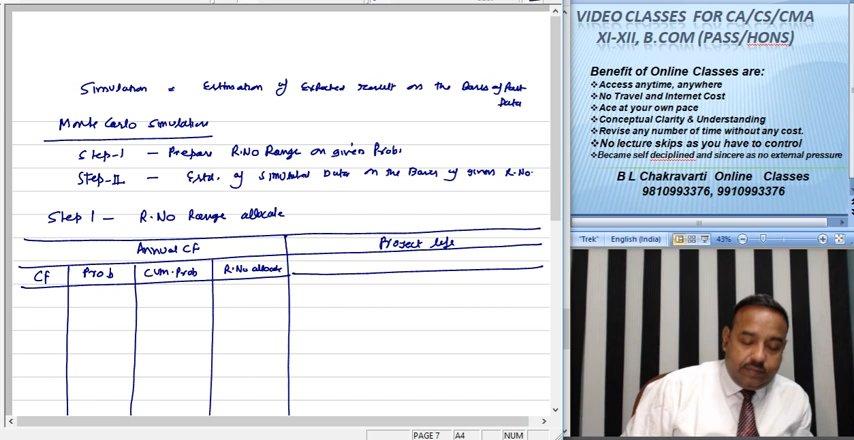 Simulation = Estimation of Expected result on the Bases of Past
Data
Monte Carlo Simulation
Step-I - Prepare R.No Range on given Prob.
Step-II - Estd. of Simulated Data on the Bases of given R.No.
Step 1 - R.No Range allocate
Annual CF
Project life
CF
Prob
Cum.Prob
R.No allocate
PAGE 7
A4
NUM
VIDEO CLASSES FOR CA/CS/CMA
XI-XII, B.COM (PASS/HONS)
Benefit of Online Classes are:
❖Access anytime, anywhere
❖No Travel and Internet Cost
❖Ace at your own pace
❖Conceptual Clarity & Understanding
❖Revise any number of time without any cost.
❖No lecture skips as you have to control
❖Became self deciplined and sincere as no external pressure
B L Chakravarti Online Classes
9810993376, 9910993376
"Trek" English (India) 43%